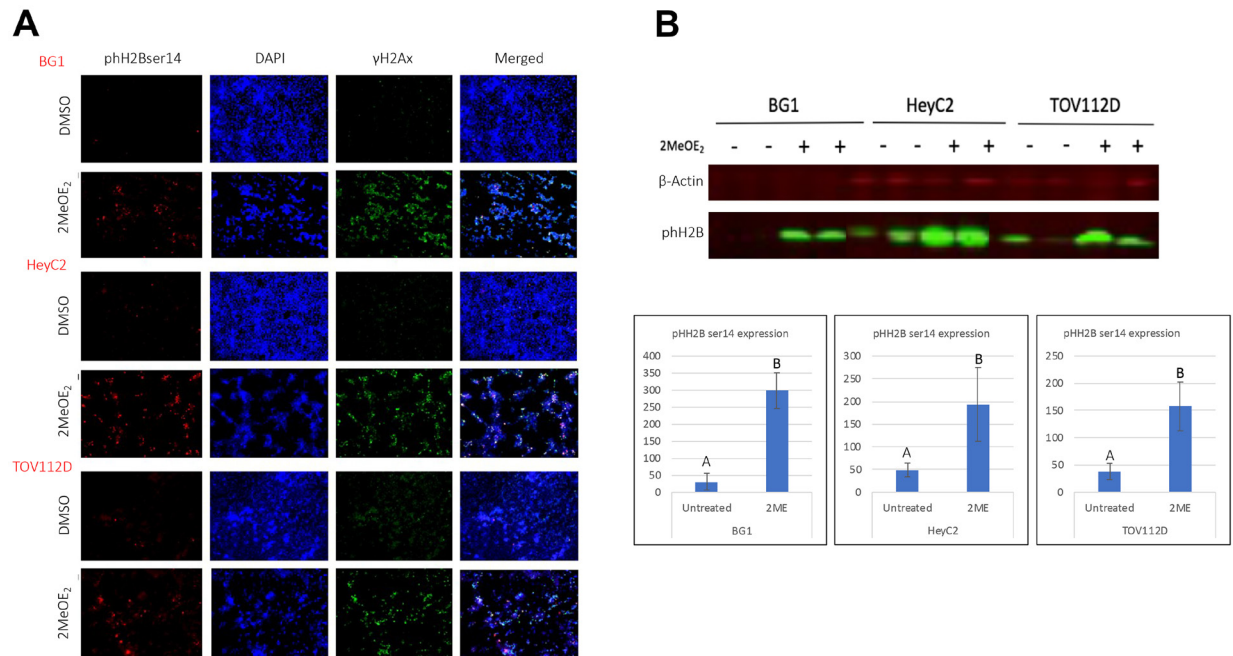 A
phH2Bser14 DAPI γH2Ax Merged
BG1
DMSO
2MeOE₂
HeyC2
DMSO
2MeOE₂
TOV112D
DMSO
2MeOE₂
B
BG1 HeyC2 TOV112D
2MeOE₂ - - + + - - + + - - + +
β-Actin
phH2B
pHH2B ser14 expression
400
350
300
250
200
150
100
50
0
A
B
Untreated 2ME
BG1
pHH2B ser14 expression
300
250
200
150
100
50
0
A
B
Untreated 2ME
HeyC2
pHH2B ser14 expression
250
200
150
100
50
0
A
B
Untreated 2ME
TOV112D